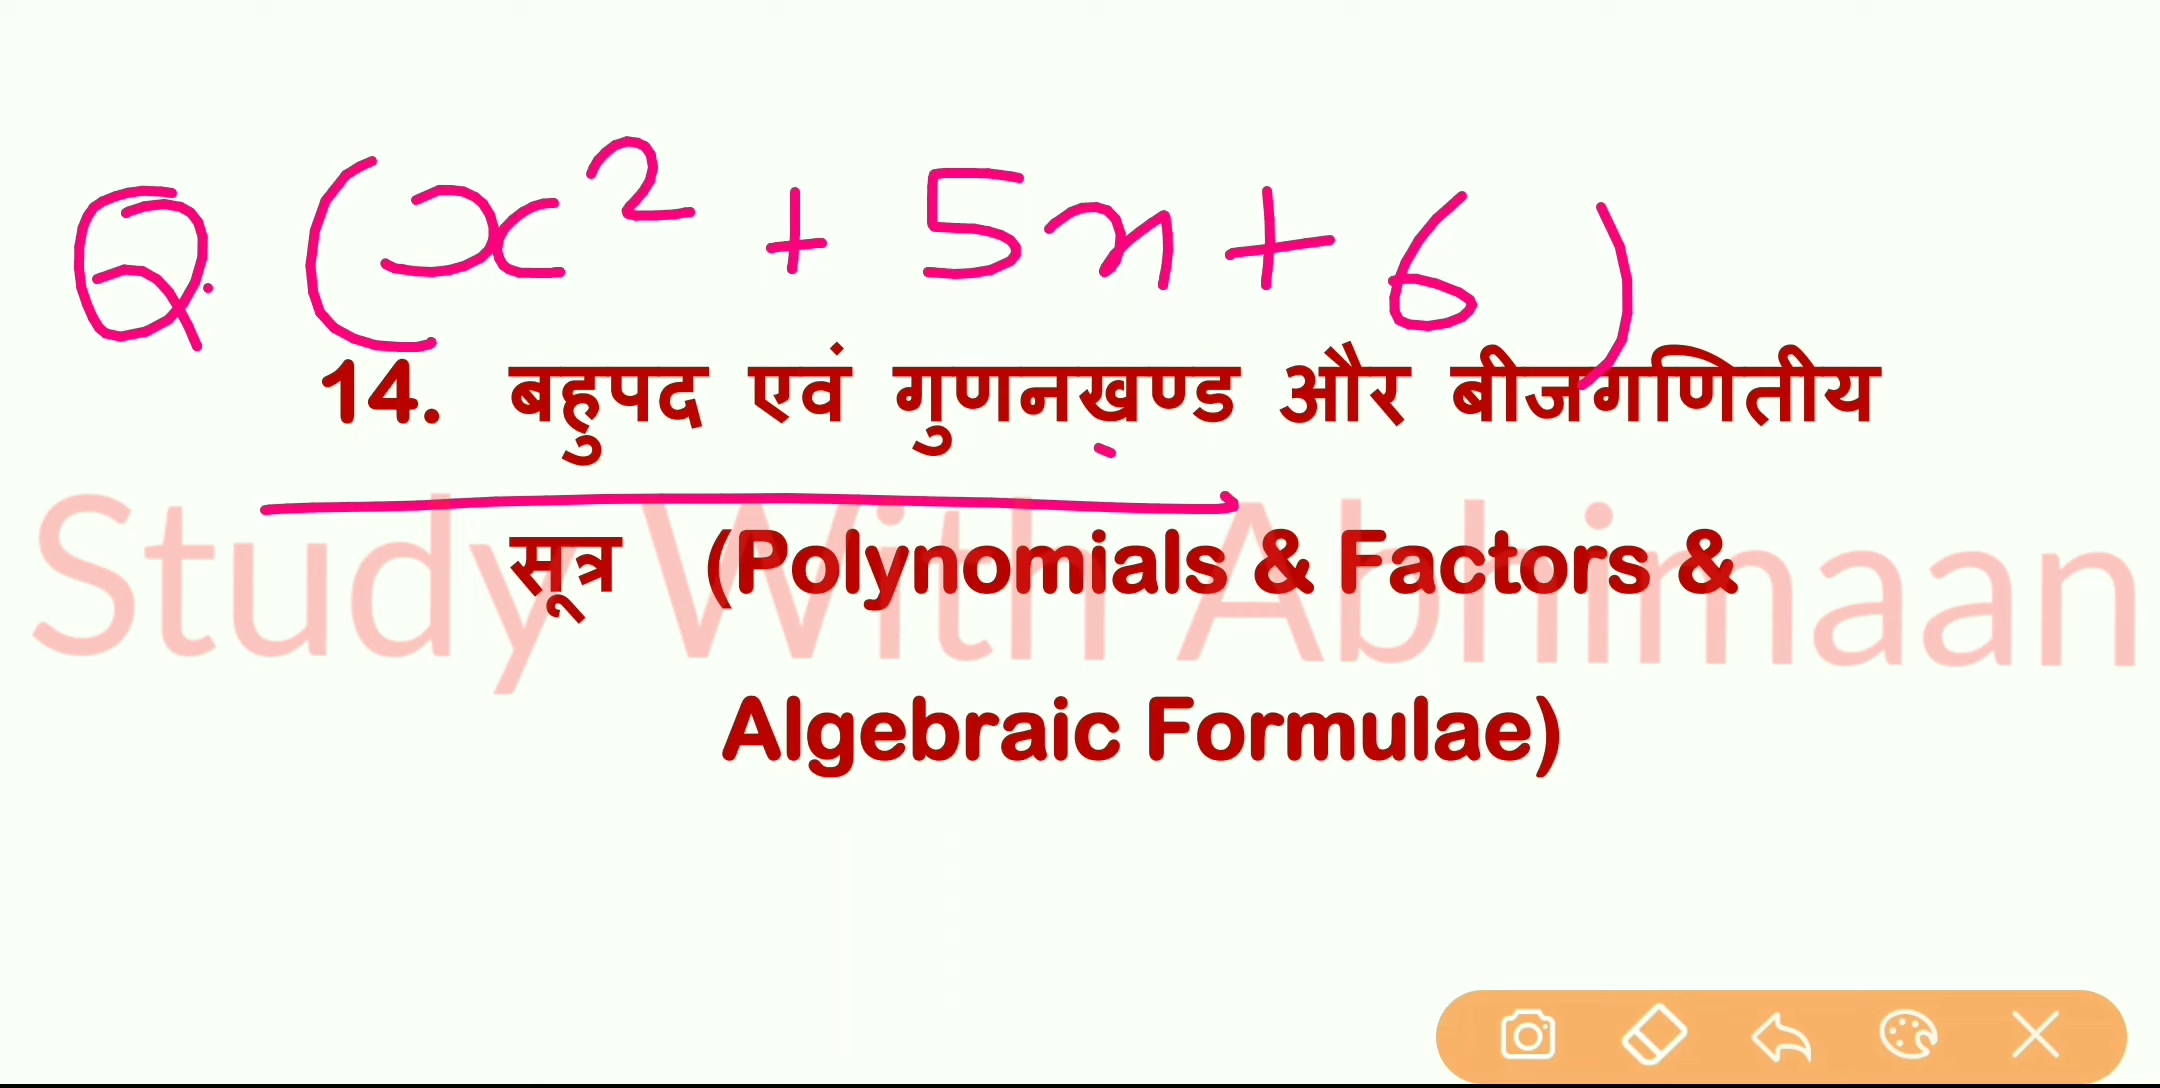 Q. (x² + 5x + 6)
14. बहुपद एवं गुणनखण्ड और बीजगणितीय
सूत्र (Polynomials & Factors &
Algebraic Formulae)
Study With Abhimaan